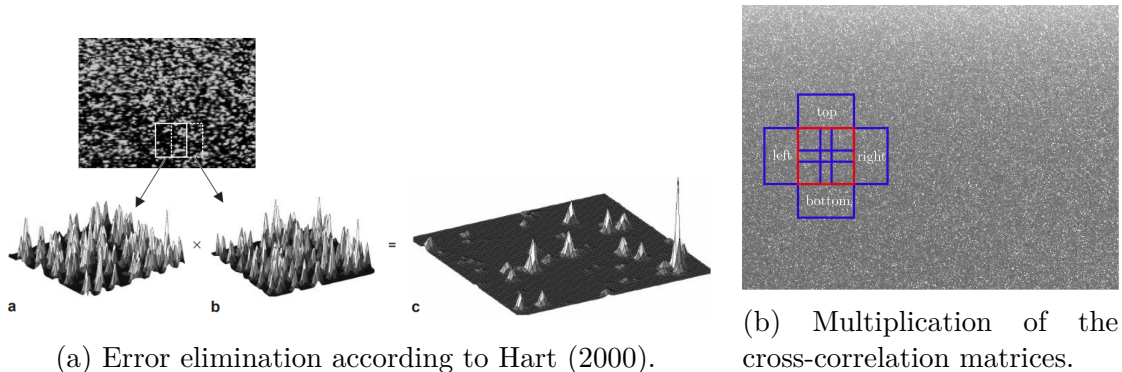 a
×
b
=
c
(a) Error elimination according to Hart (2000).
top
left
right
bottom
(b) Multiplication of the
cross-correlation matrices.